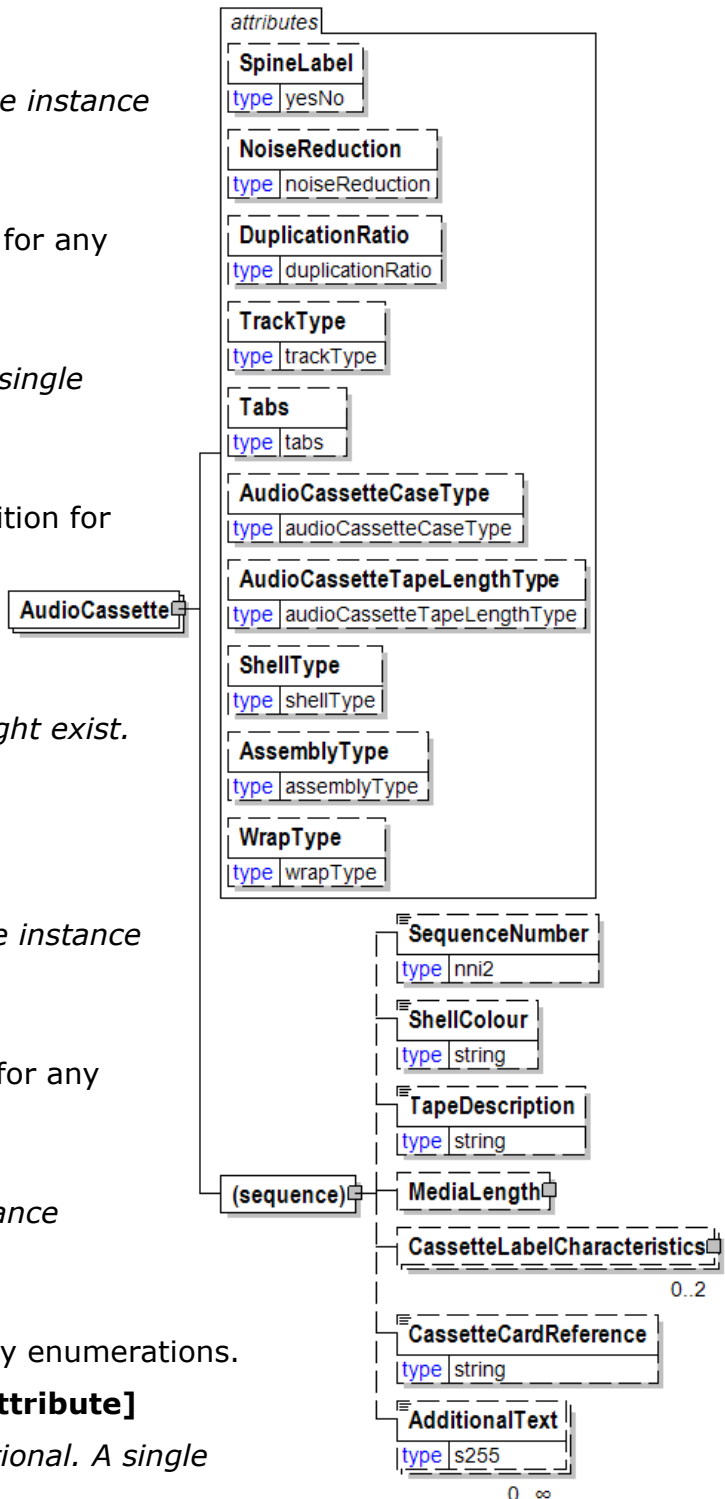 attributes
SpineLabel
type yesNo
e instance
NoiseReduction
type noiseReduction
for any
DuplicationRatio
type duplicationRatio
TrackType
type trackType
single
Tabs
type tabs
AudioCassetteCaseType
ition for
type audioCassetteCaseType
AudioCassetteTapeLengthType
AudioCassette
type audioCassetteTapeLengthType
ShellType
type shellType
ght exist.
AssemblyType
type assemblyType
WrapType
type wrapType
e instance
SequenceNumber
type nni2
ShellColour
type string
for any
TapeDescription
type string
(sequence)
MediaLength
ance
CassetteLabelCharacteristics
0..2
CassetteCardReference
y enumerations.
type string
ttribute]
AdditionalText
tional. A single
type s255
0..∞